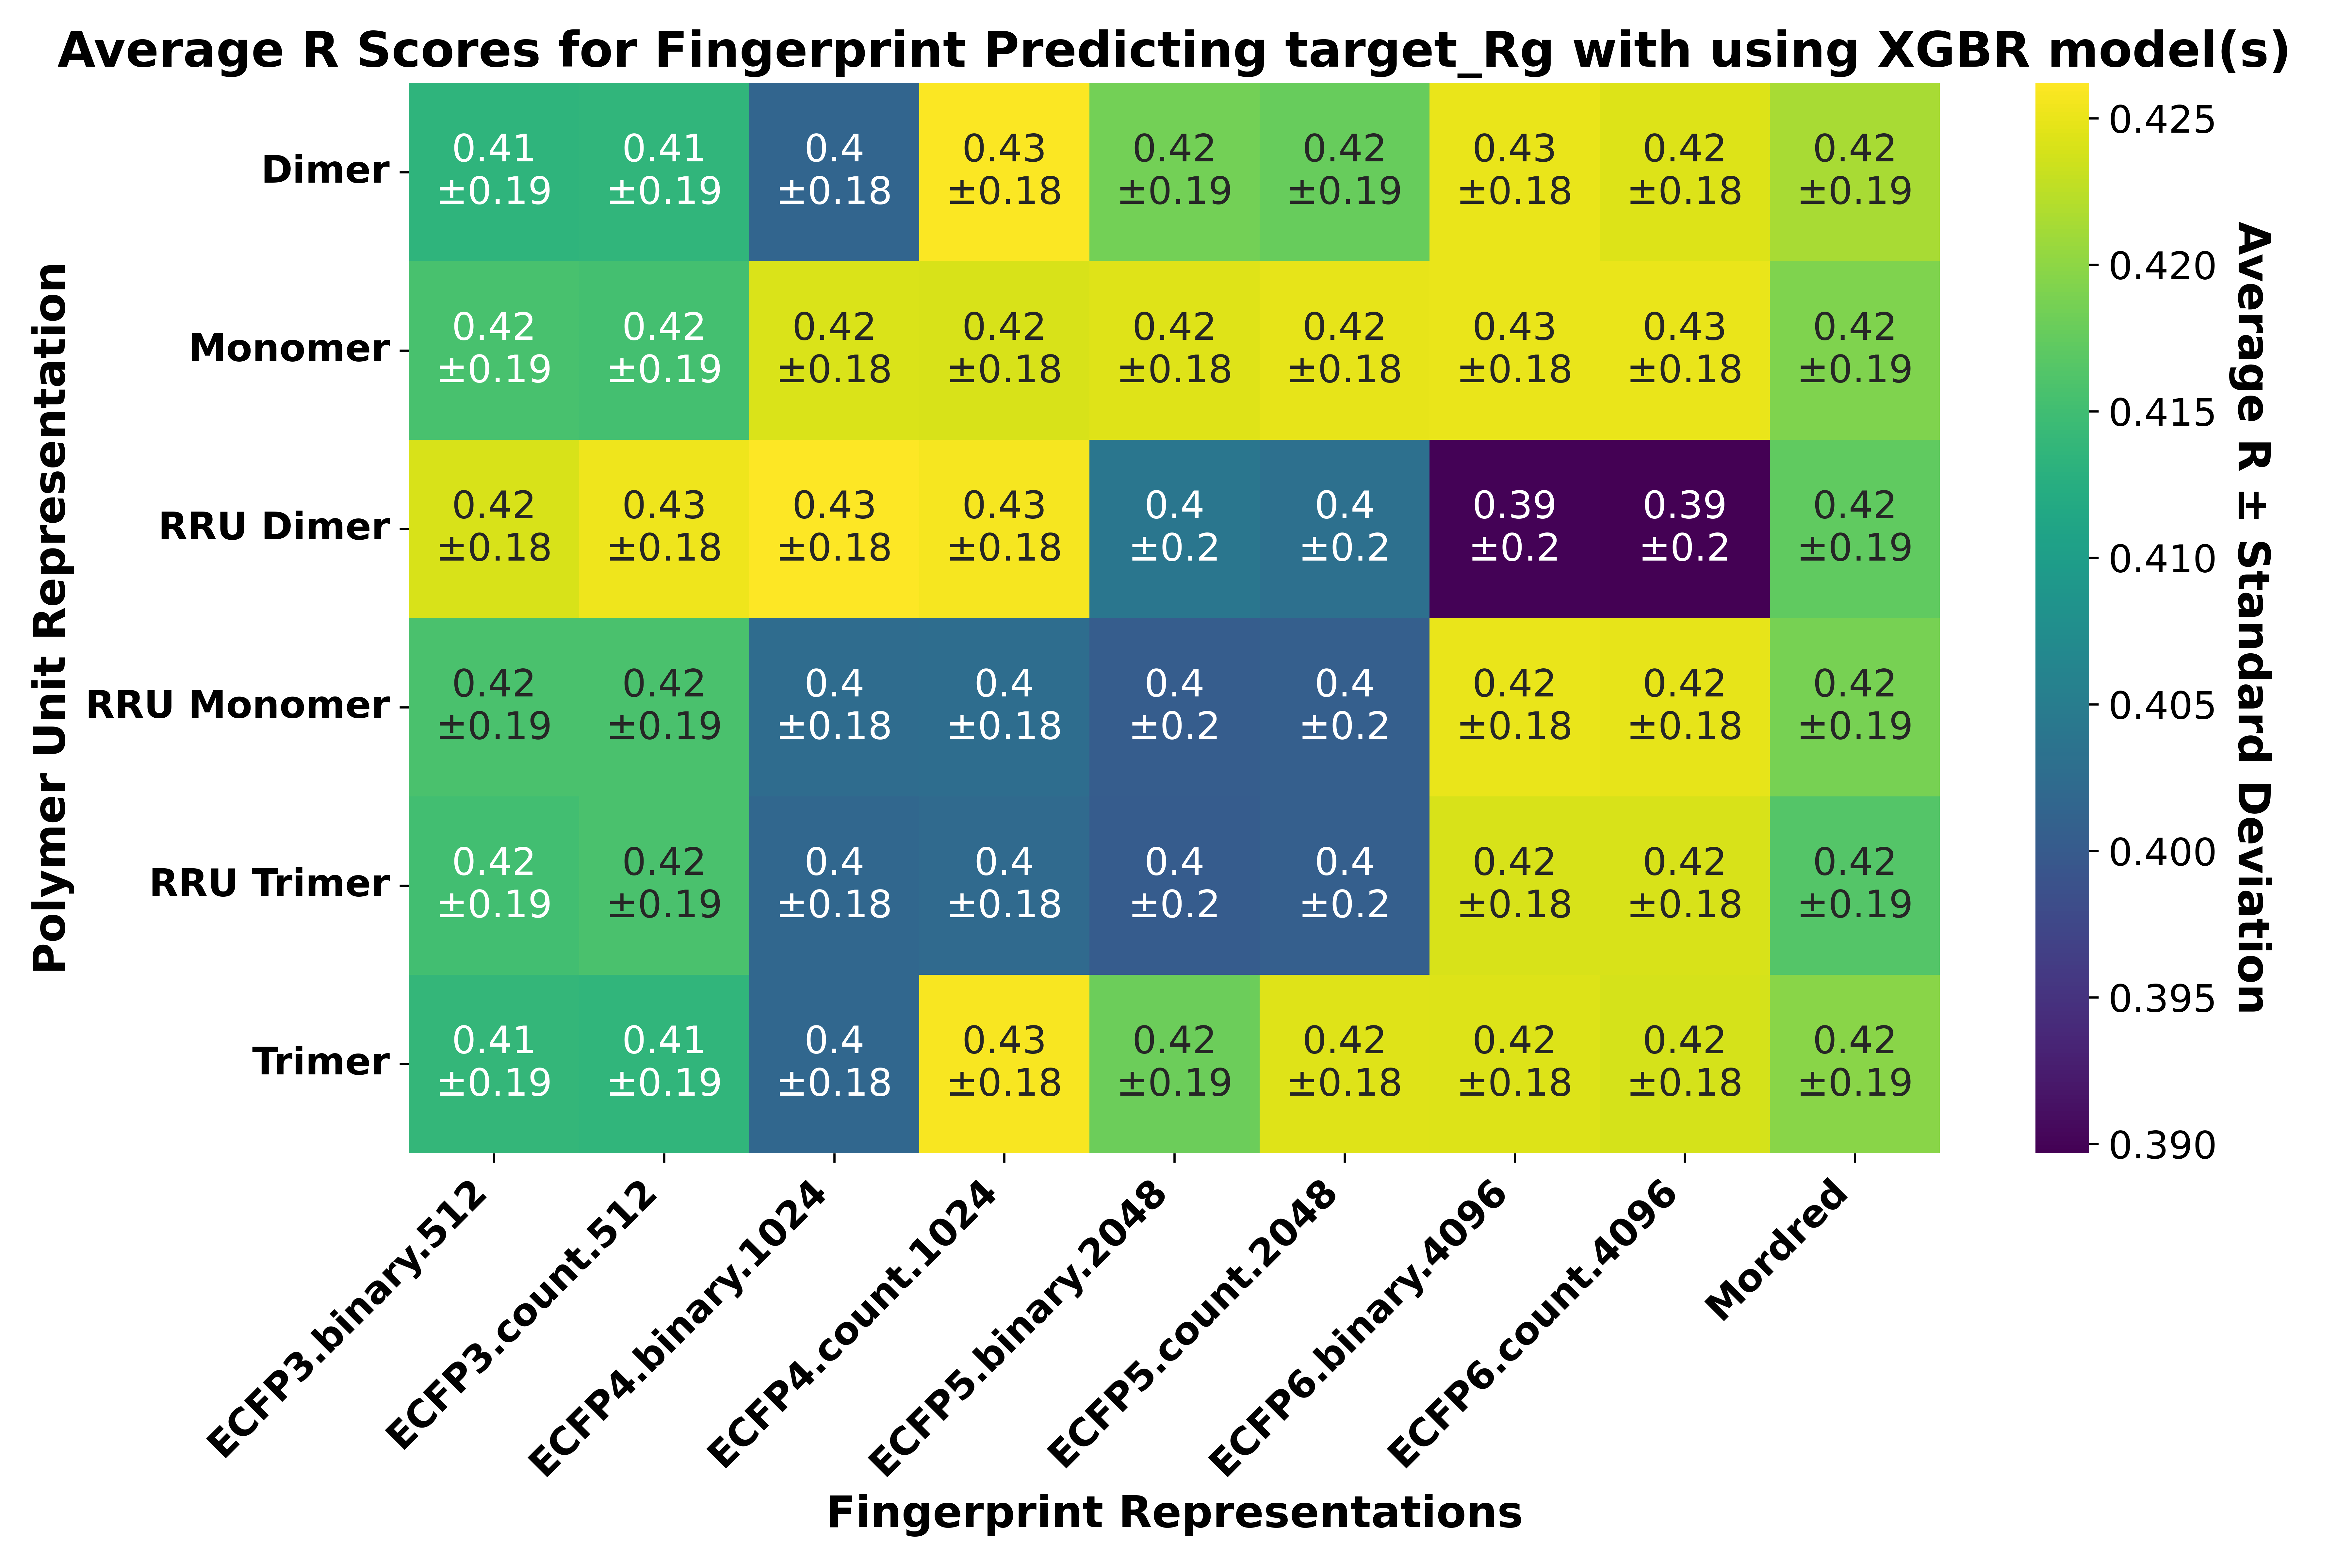 Average R Scores for Fingerprint Predicting target_Rg with using XGBR model(s)
Polymer Unit Representation
Dimer
0.41 0.41 0.4 0.43 0.42 0.42 0.43 0.42 0.42
±0.19 ±0.19 ±0.18 ±0.18 ±0.19 ±0.19 ±0.18 ±0.18 ±0.19
Monomer
0.42 0.42 0.42 0.42 0.42 0.42 0.43 0.43 0.42
±0.19 ±0.19 ±0.18 ±0.18 ±0.18 ±0.18 ±0.18 ±0.18 ±0.19
RRU Dimer
0.42 0.43 0.43 0.43 0.4 0.4 0.39 0.39 0.42
±0.18 ±0.18 ±0.18 ±0.18 ±0.2 ±0.2 ±0.2 ±0.2 ±0.19
RRU Monomer
0.42 0.42 0.4 0.4 0.4 0.4 0.42 0.42 0.42
±0.19 ±0.19 ±0.18 ±0.18 ±0.2 ±0.2 ±0.18 ±0.18 ±0.19
RRU Trimer
0.42 0.42 0.4 0.4 0.4 0.4 0.42 0.42 0.42
±0.19 ±0.19 ±0.18 ±0.18 ±0.2 ±0.2 ±0.18 ±0.18 ±0.19
Trimer
0.41 0.41 0.4 0.43 0.42 0.42 0.42 0.42 0.42
±0.19 ±0.19 ±0.18 ±0.18 ±0.19 ±0.18 ±0.18 ±0.18 ±0.19
ECFP3.binary.512
ECFP3.count.512
ECFP4.binary.1024
ECFP4.count.1024
ECFP5.binary.2048
ECFP5.count.2048
ECFP6.binary.4096
ECFP6.count.4096
Mordred
Fingerprint Representations
0.425
0.420
0.415
0.410
0.405
0.400
0.395
0.390
Average R ± Standard Deviation